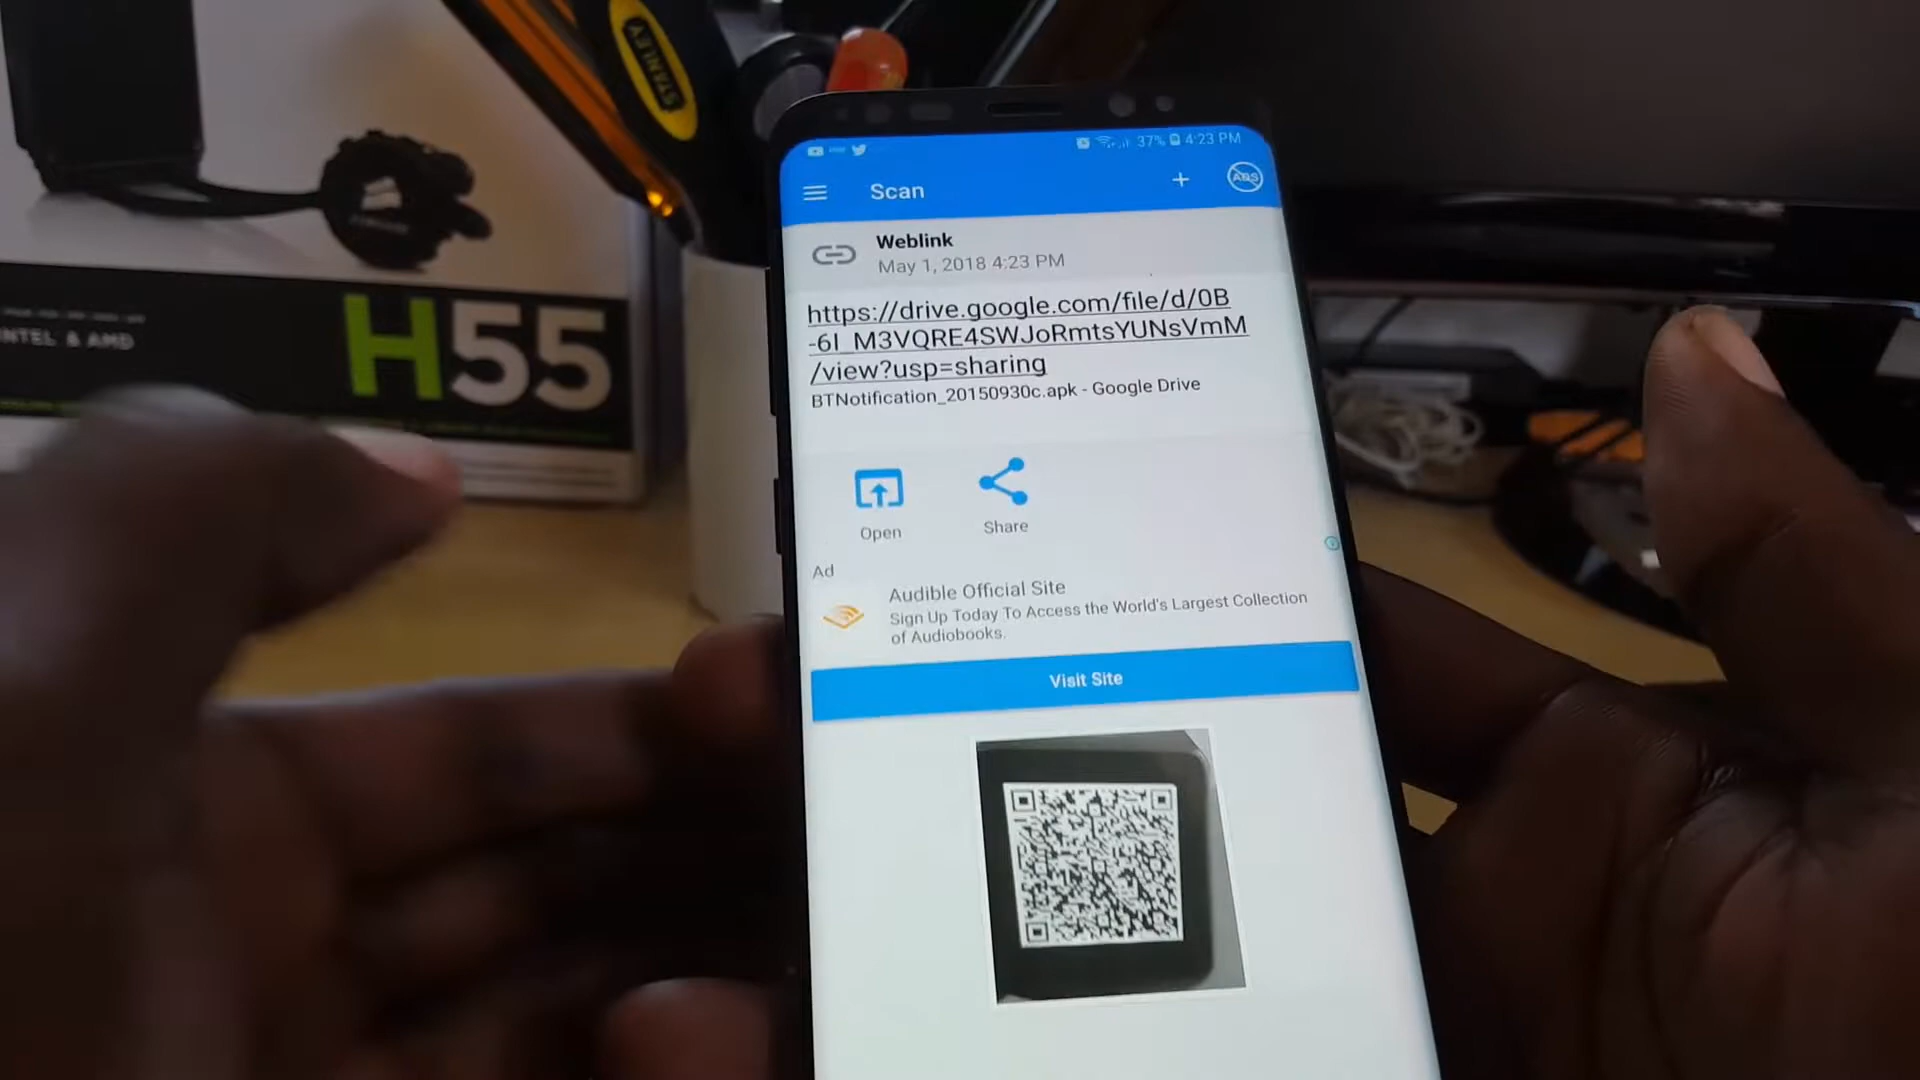 STANLEY
INTEL & AMD
H55
37% 4:23 PM
Scan
ADS
Weblink
May 1, 2018 4:23 PM
https://drive.google.com/file/d/0B
-6I_M3VQRE4SWJoRmtsYUNsVmM
/view?usp=sharing
BTNotification_20150930c.apk - Google Drive
Open
Share
Ad
Audible Official Site
Sign Up Today To Access the World's Largest Collection
of Audiobooks.
Visit Site